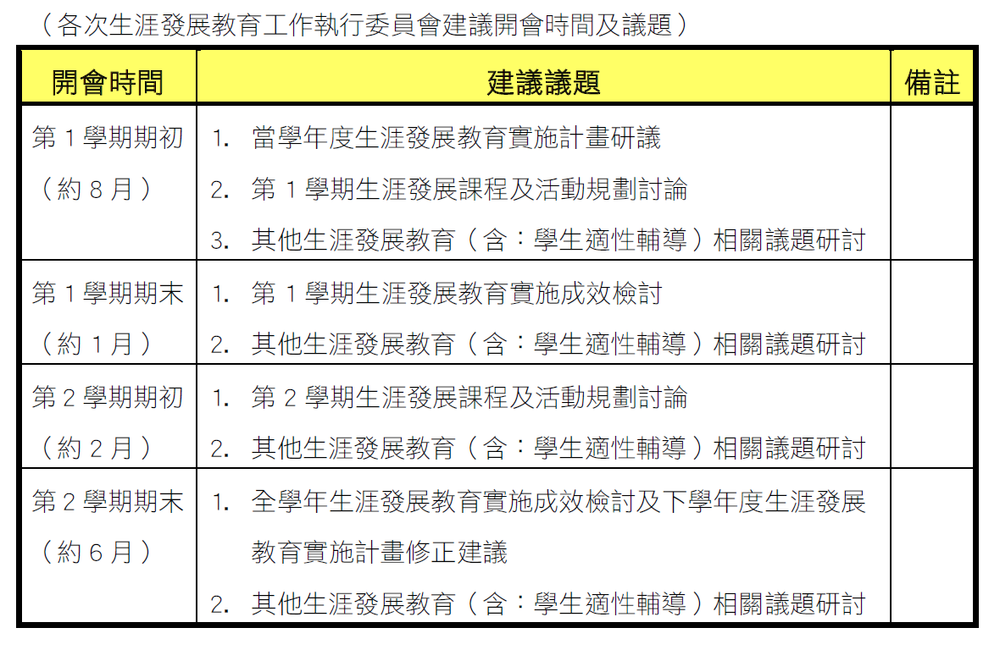 （各次生涯發展教育工作執行委員會建議開會時間及議題）
開會時間 建議議題 備註
第 1 學期期初
（約 8 月）
1. 當學年度生涯發展教育實施計畫研議
2. 第 1 學期生涯發展課程及活動規劃討論
3. 其他生涯發展教育（含：學生適性輔導）相關議題研討
第 1 學期期末
（約 1 月）
1. 第 1 學期生涯發展教育實施成效檢討
2. 其他生涯發展教育（含：學生適性輔導）相關議題研討
第 2 學期期初
（約 2 月）
1. 第 2 學期生涯發展課程及活動規劃討論
2. 其他生涯發展教育（含：學生適性輔導）相關議題研討
第 2 學期期末
（約 6 月）
1. 全學年生涯發展教育實施成效檢討及下學年度生涯發展
教育實施計畫修正建議
2. 其他生涯發展教育（含：學生適性輔導）相關議題研討